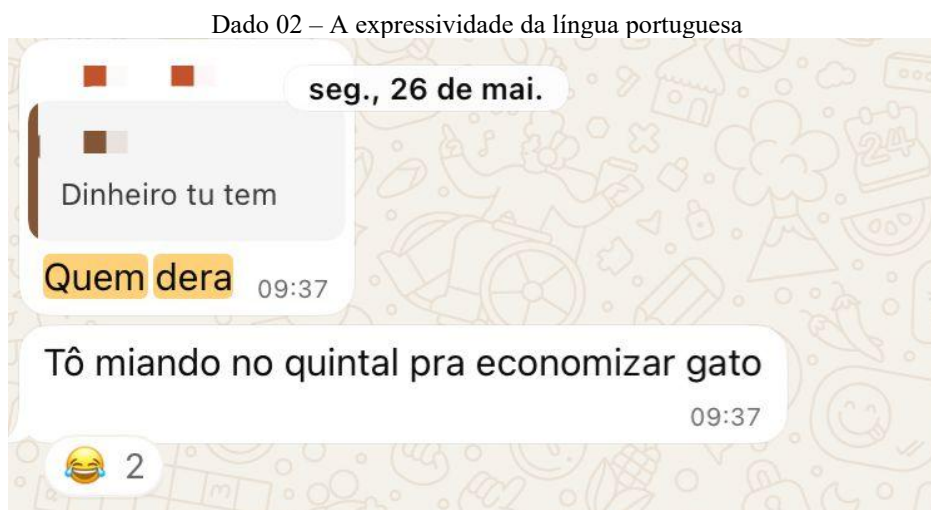 Dado 02 – A expressividade da língua portuguesa
seg., 26 de mai.
Dinheiro tu tem
Quem dera 09:37
Tô miando no quintal pra economizar gato
09:37
😂 2